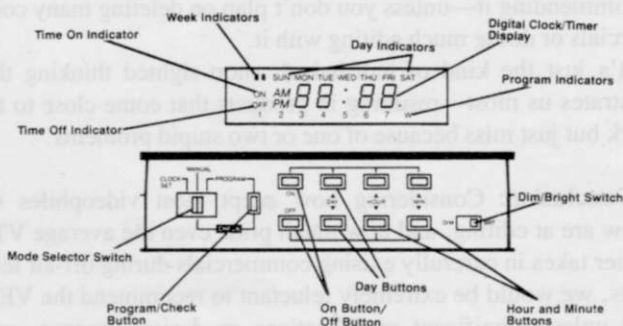 Week Indicators
Digital Clock/Timer
Display
Time On Indicator
Day Indicators
SUN MON TUE WED THU FRI SAT
ON AM
OFF PM
88:88
1 2 3 4 5 6 7 W
Program Indicators
Time Off Indicator
MANUAL
CLOCK
SET
PROGRAM
ON
OFF
Dim/Bright Switch
Mode Selector Switch
Day Buttons
Program/Check
Button
On Button/
Off Button
Hour and Minute
Buttons